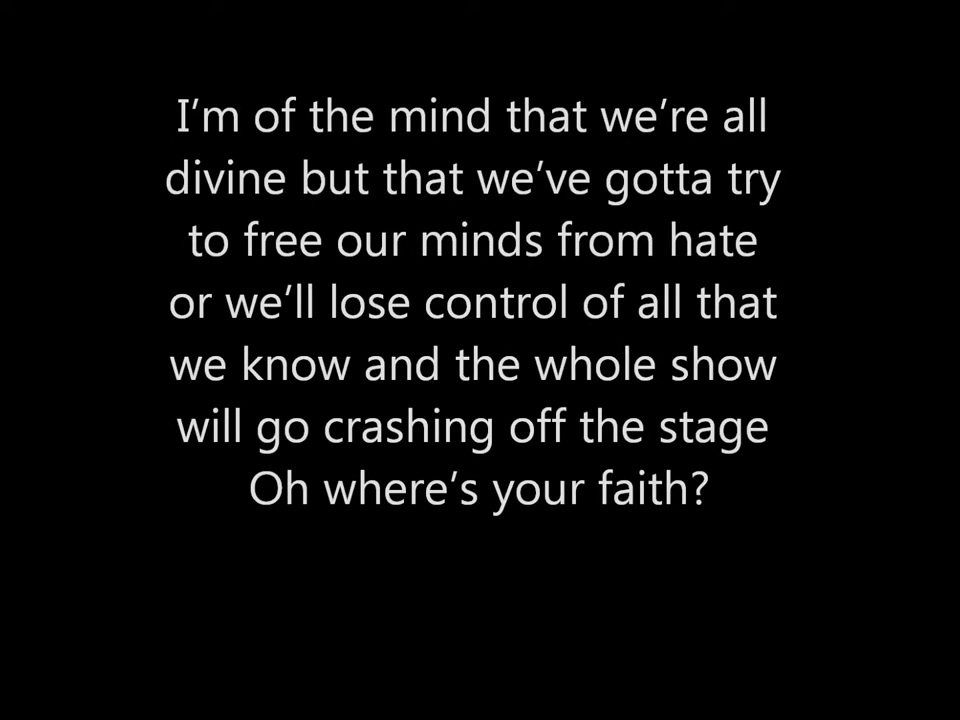 I’m of the mind that we’re all
divine but that we’ve gotta try
to free our minds from hate
or we’ll lose control of all that
we know and the whole show
will go crashing off the stage
Oh where’s your faith?